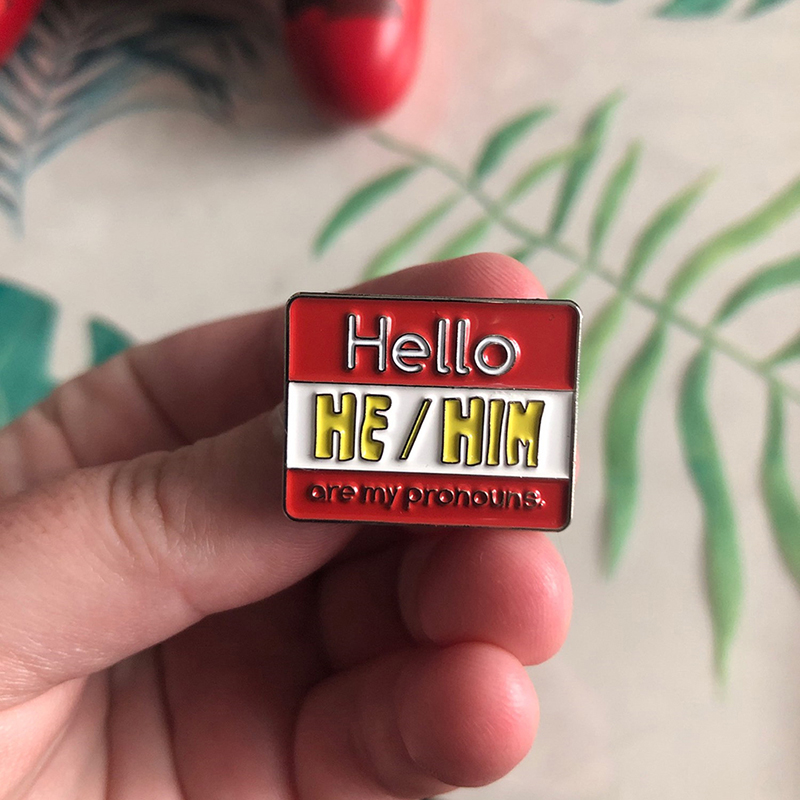 Hello
HE / HIM
are my pronouns.